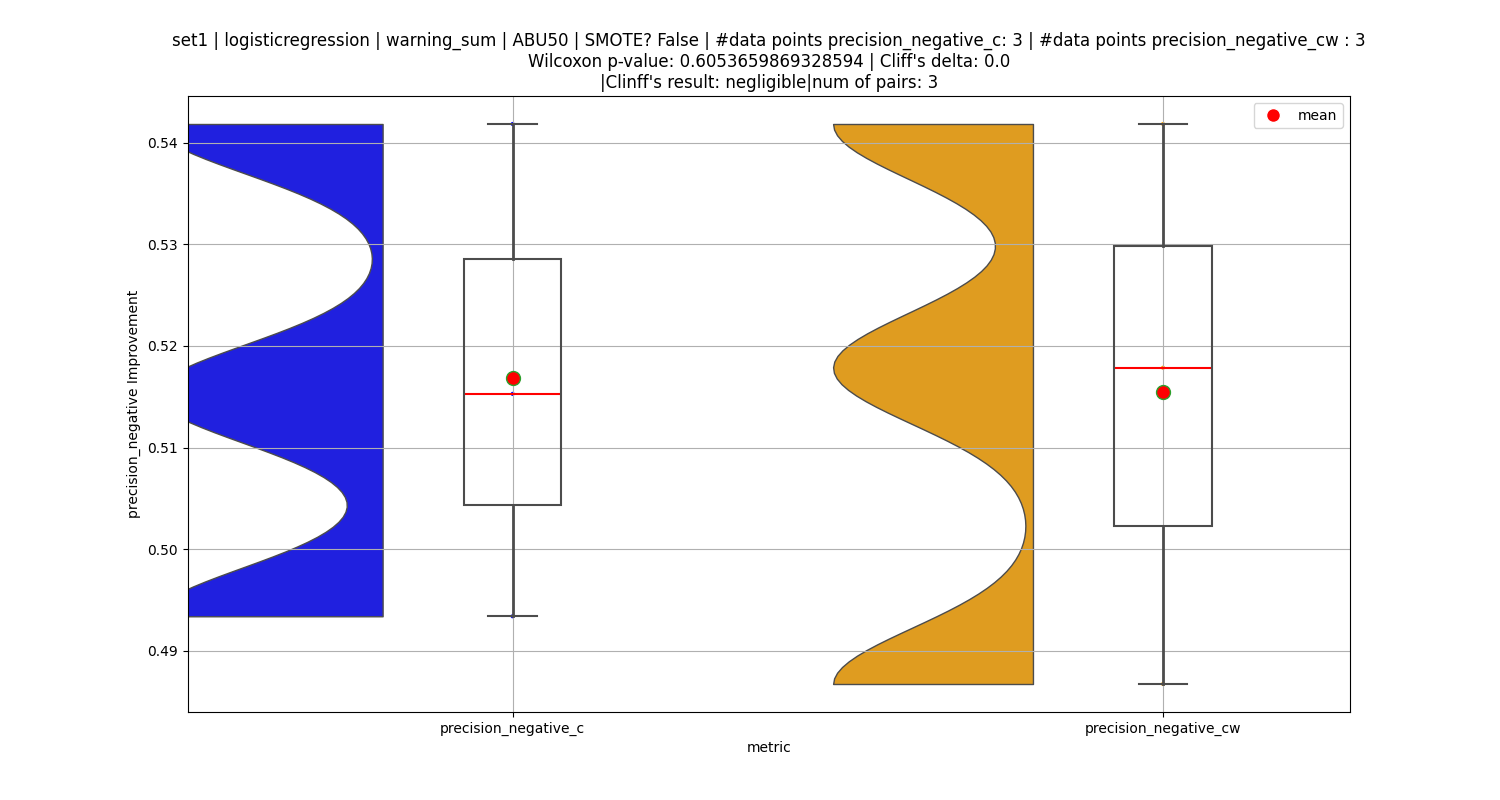 set1 | logisticregression | warning_sum | ABU50 | SMOTE? False | #data points precision_negative_c: 3 | #data points precision_negative_cw : 3
Wilcoxon p-value: 0.6053659869328594 | Cliff's delta: 0.0
|Clinff's result: negligible|num of pairs: 3
mean
0.54
0.53
0.52
0.51
0.50
0.49
precision_negative Improvement
precision_negative_c
precision_negative_cw
metric